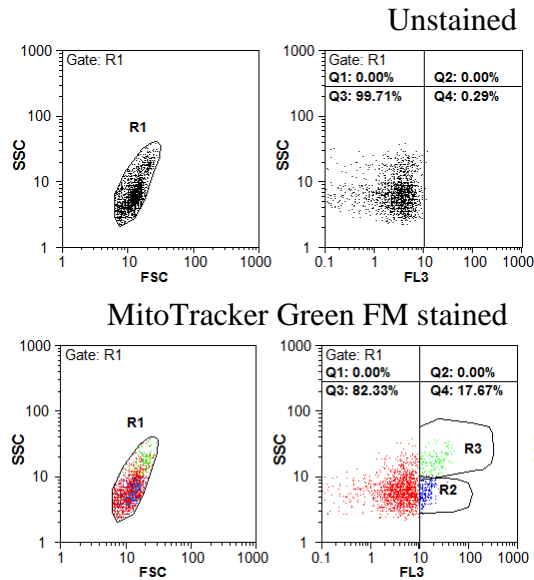 Unstained
Gate: R1
R1
1000
100
10
1
SSC
1 10 100 1000
FSC
Gate: R1
Q1: 0.00% Q2: 0.00%
Q3: 99.71% Q4: 0.29%
1000
100
10
1
SSC
0.1 1 10 100 1000
FL3
MitoTracker Green FM stained
Gate: R1
R1
1000
100
10
1
SSC
1 10 100 1000
FSC
Gate: R1
Q1: 0.00% Q2: 0.00%
Q3: 82.33% Q4: 17.67%
R3
R2
1000
100
10
1
SSC
0.1 1 10 100 1000
FL3